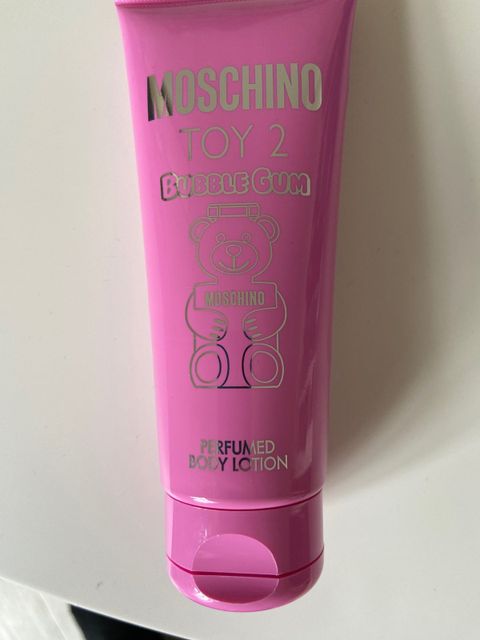 MOSCHINO
TOY 2
BUBBLE GUM
MOSCHINO
PERFUMED
BODY LOTION